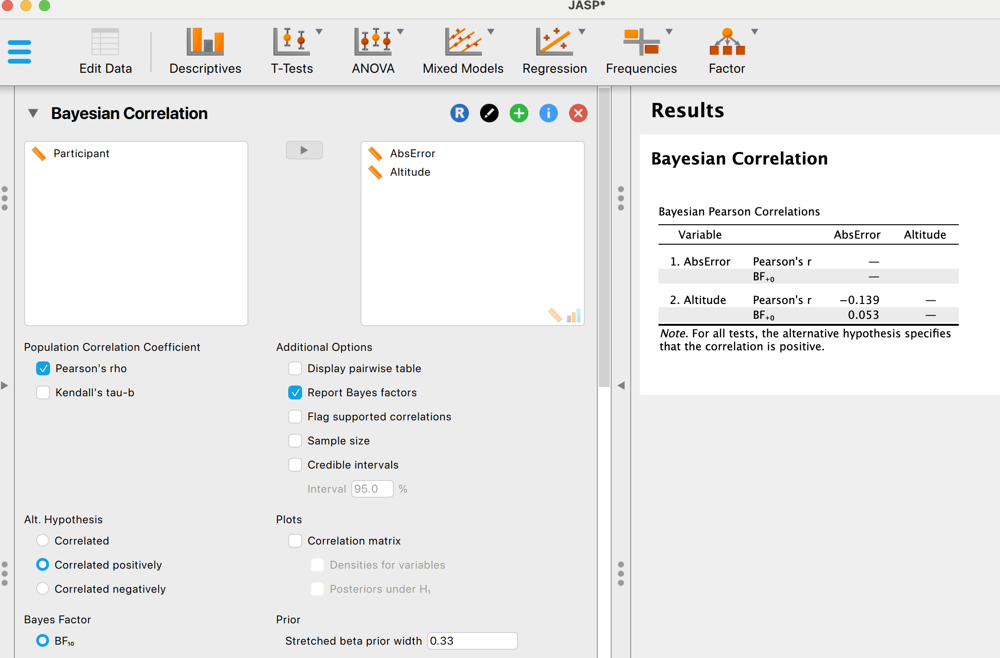 JASP*
Edit Data
Descriptives
T-Tests
ANOVA
Mixed Models
Regression
Frequencies
Factor
Bayesian Correlation
R
i
Participant
AbsError
Altitude
Population Correlation Coefficient
Pearson's rho
Kendall's tau-b
Additional Options
Display pairwise table
Report Bayes factors
Flag supported correlations
Sample size
Credible intervals
Interval 95.0 %
Alt. Hypothesis
Correlated
Correlated positively
Correlated negatively
Plots
Correlation matrix
Densities for variables
Posteriors under H₁
Bayes Factor
BF₁₀
Prior
Stretched beta prior width 0.33
Results
Bayesian Correlation
Bayesian Pearson Correlations
Variable AbsError Altitude
1. AbsError Pearson's r —
BF₊₀ —
2. Altitude Pearson's r −0.139 —
BF₊₀ 0.053 —
Note. For all tests, the alternative hypothesis specifies
that the correlation is positive.